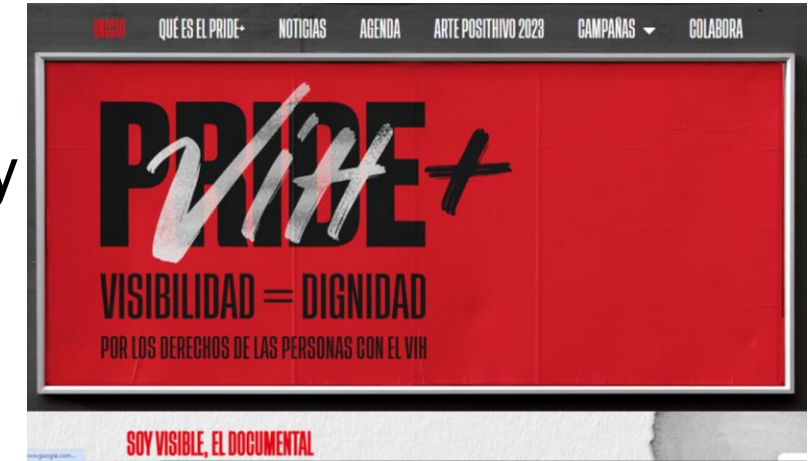 INICIO QUÉ ES EL PRIDE+ NOTICIAS AGENDA ARTE POSITHIVO 2023 CAMPAÑAS COLABORA
y
PRIDE +
ViH
VISIBILIDAD = DIGNIDAD
POR LOS DERECHOS DE LAS PERSONAS CON EL VIH
SOY VISIBLE, EL DOCUMENTAL